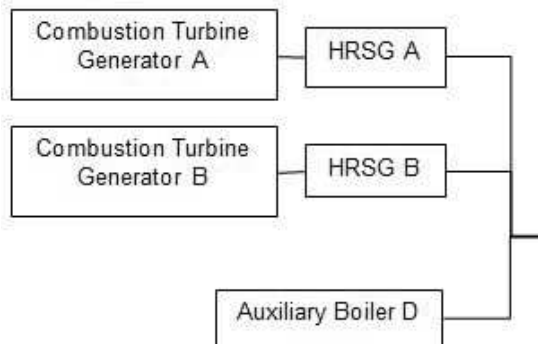 Combustion Turbine
Generator A
HRSG A
Combustion Turbine
Generator B
HRSG B
Auxiliary Boiler D